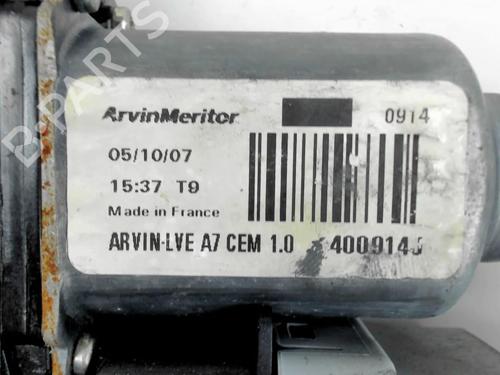 ArvinMeritor 0914
05/10/07
15:37 T9
Made in France
ARVIN-LVE A7 CEM 1.0
B-PARTS